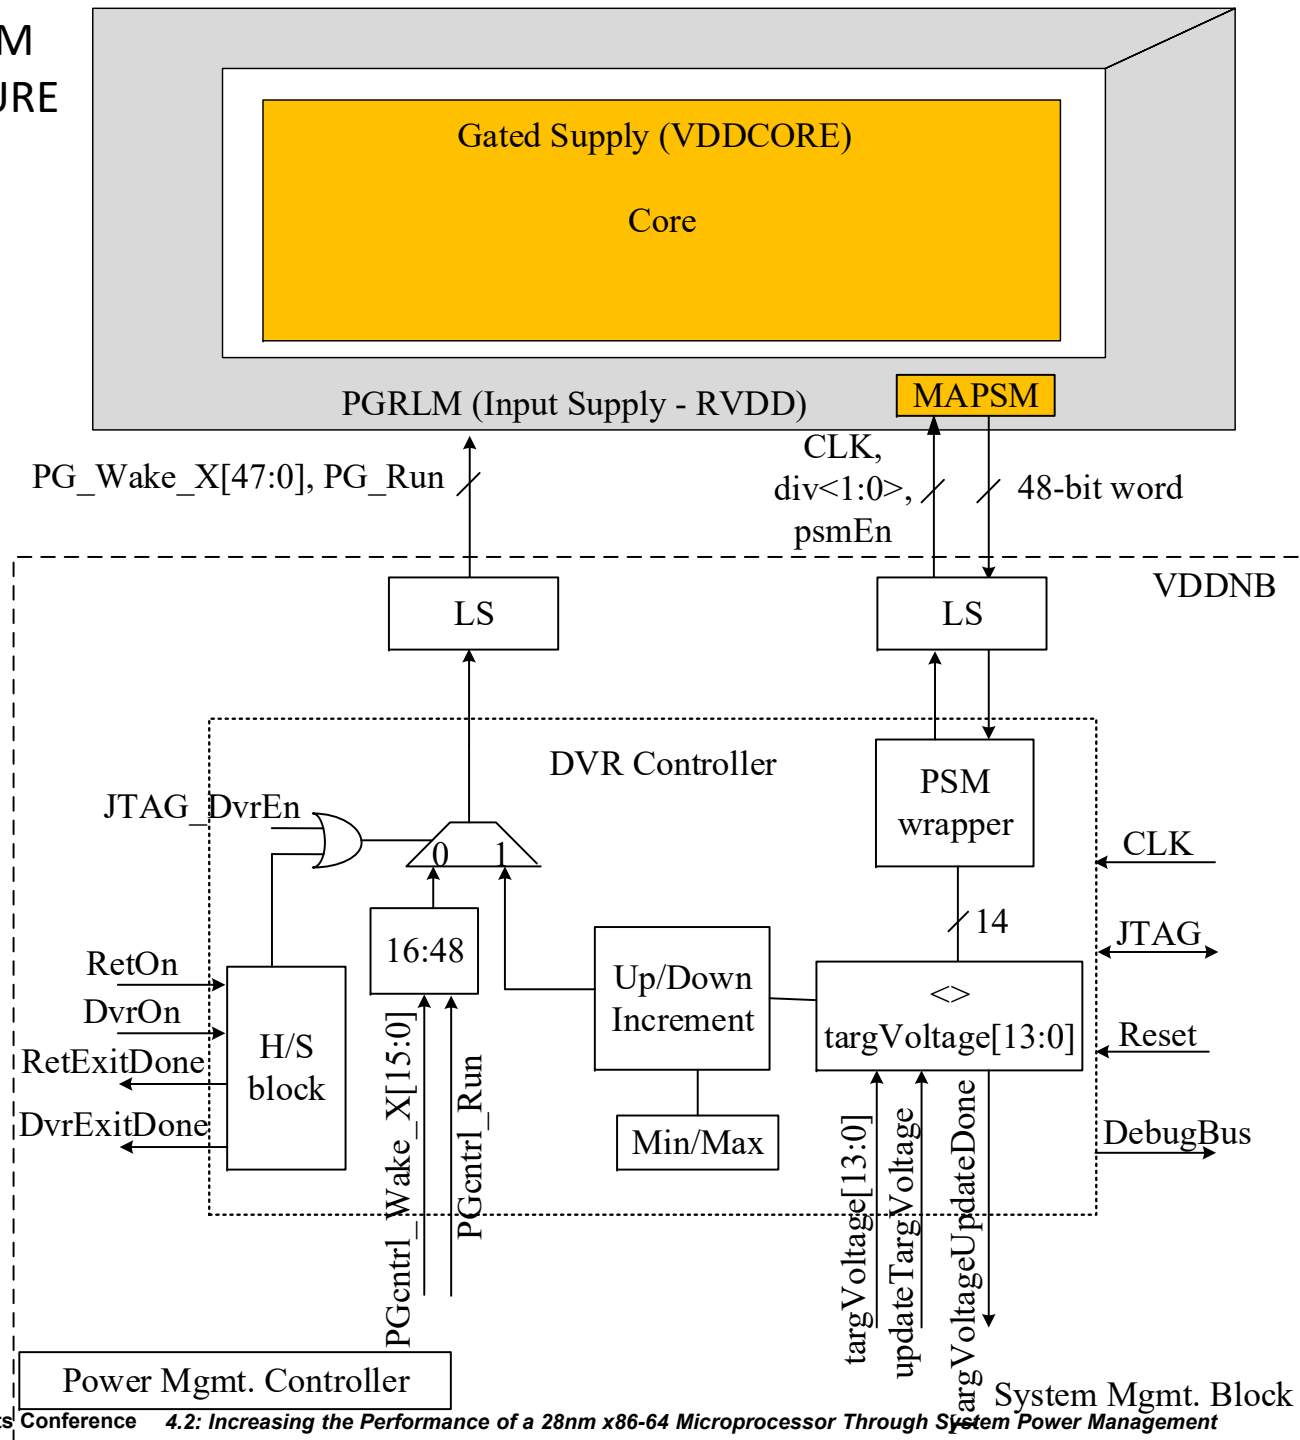 M
URE
Gated Supply (VDDCORE)
Core
PGRLM (Input Supply - RVDD)
MAPSM
PG_Wake_X[47:0], PG_Run
CLK,
div<1:0>,
psmEn
48-bit word
VDDNB
LS
LS
DVR Controller
PSM
wrapper
JTAG_DvrEn
0
1
CLK
14
16:48
JTAG
RetOn
Up/Down
Increment
<>
targVoltage[13:0]
DvrOn
H/S
block
Reset
RetExitDone
DvrExitDone
Min/Max
DebugBus
PGcntrl_Wake_X[15:0]
PGcntrl_Run
targVoltage[13:0]
updateTargVoltage
TargVoltageUpdateDone
Power Mgmt. Controller
System Mgmt. Block
ts Conference 4.2: Increasing the Performance of a 28nm x86-64 Microprocessor Through System Power Management